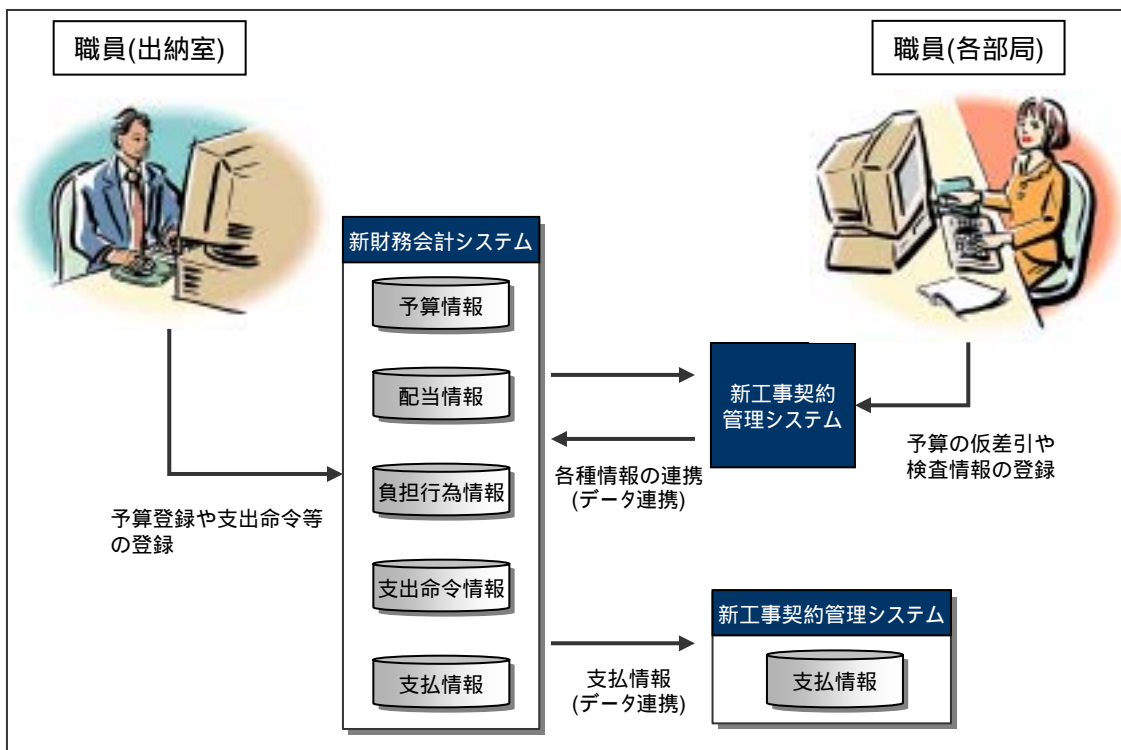 職員(出納室)
職員(各部局)
新財務会計システム
予算情報
配当情報
負担行為情報
支出命令情報
支払情報
予算登録や支出命令等
の登録
新工事契約
管理システム
各種情報の連携
(データ連携)
予算の仮差引や
検査情報の登録
支払情報
(データ連携)
新工事契約管理システム
支払情報